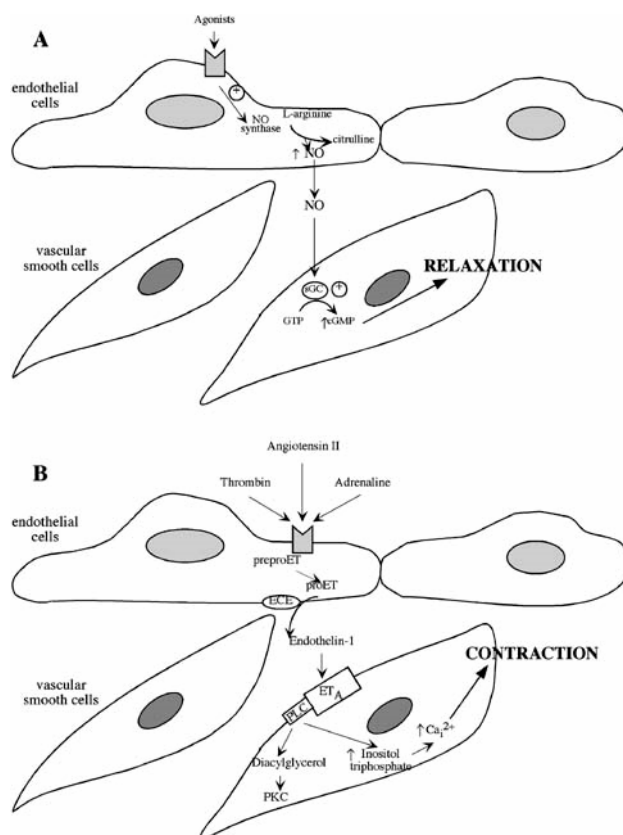 Agonists
A
endothelial
cells
+
NO
synthase
L-arginine
citrulline
↑ NO
NO
vascular
smooth cells
RELAXATION
sGC
+
GTP
↑cGMP
Angiotensin II
B
Thrombin
Adrenaline
endothelial
cells
preproET
proET
ECE
Endothelin-1
vascular
smooth cells
CONTRACTION
ETA
PLC
↑ Cai2+
Diacylglycerol
↑ Inositol
triphosphate
PKC